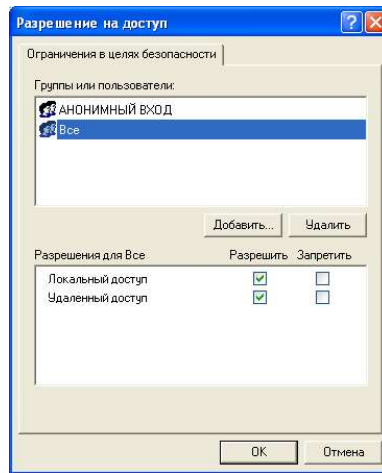 Разрешение на доступ
Ограничения в целях безопасности
Группы или пользователи:
АНОНИМНЫЙ ВХОД
Все
Добавить... Удалить
Разрешения для Все Разрешить Запретить
Локальный доступ
Удаленный доступ
OK Отмена